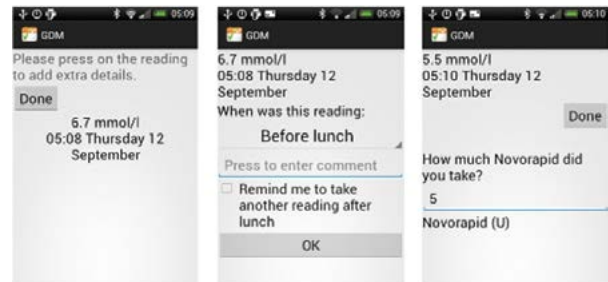 05:09
GDM
Please press on the reading
to add extra details.
Done
6.7 mmol/l
05:08 Thursday 12
September
05:09
GDM
6.7 mmol/l
05:08 Thursday 12
September
When was this reading:
Before lunch
Press to enter comment
Remind me to take
another reading after
lunch
OK
05:10
GDM
5.5 mmol/l
05:10 Thursday 12
September
Done
How much Novorapid did
you take?
5
Novorapid (U)